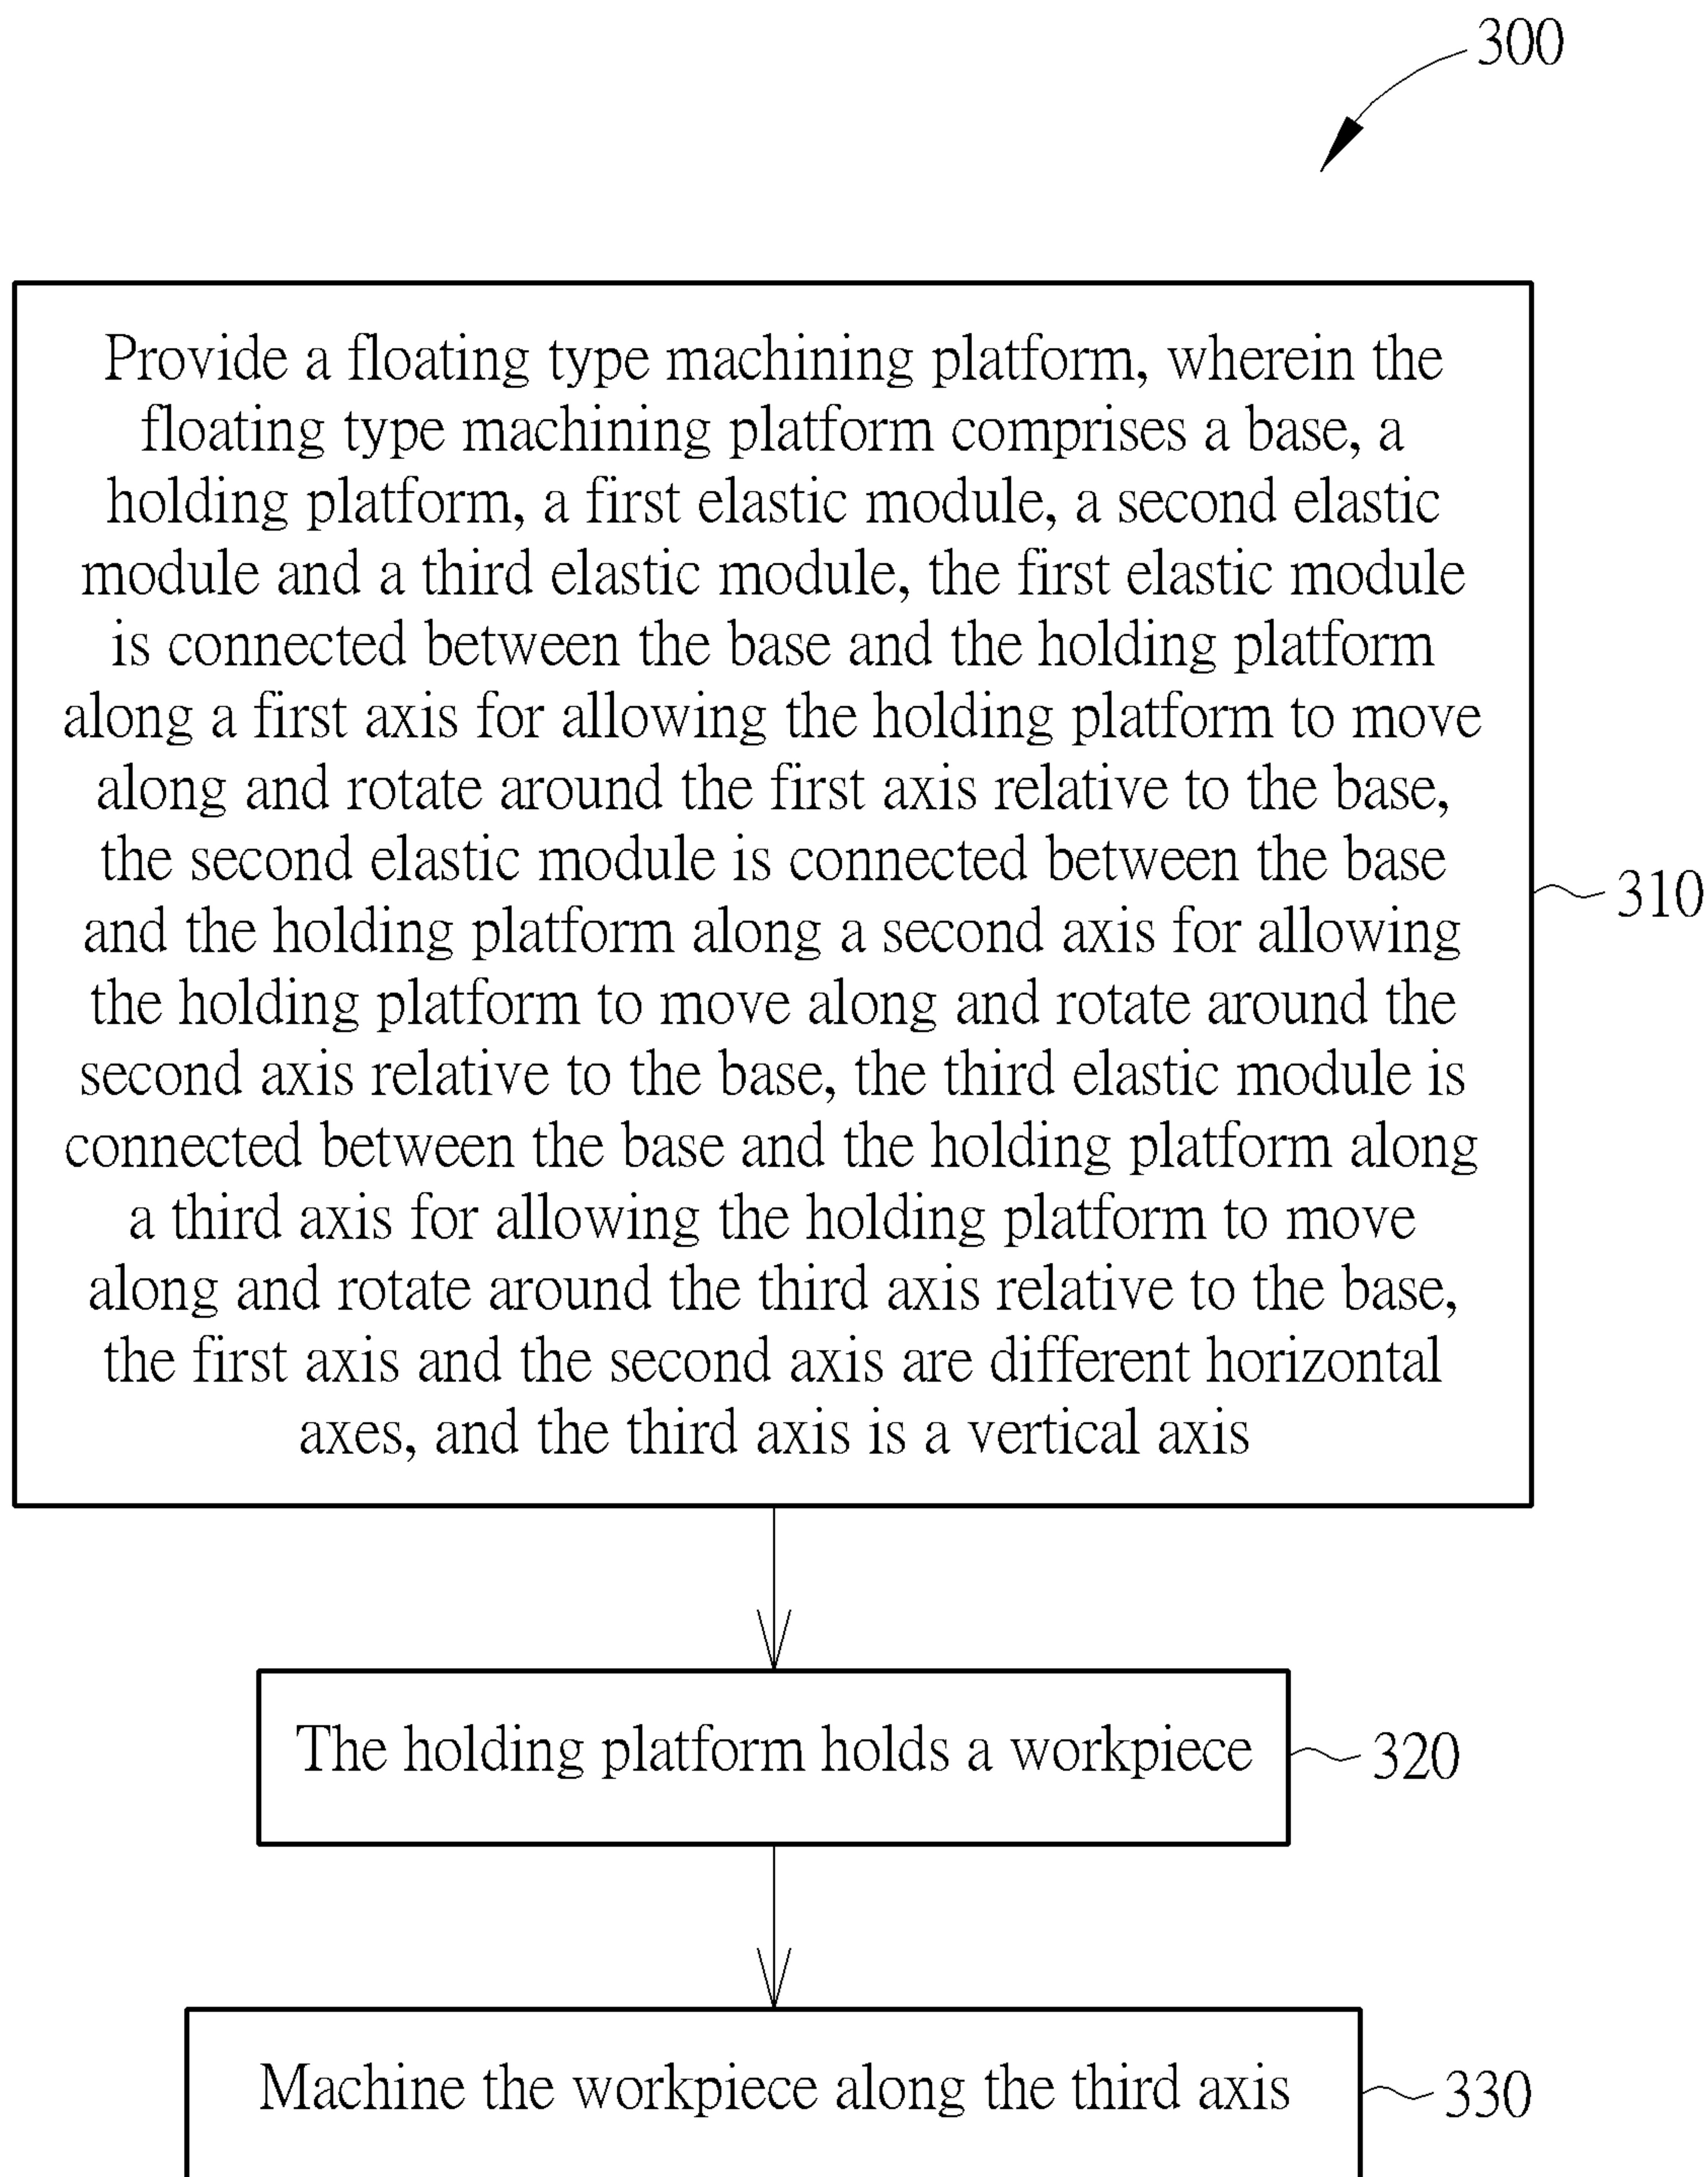 300
Provide a floating type machining platform, wherein the
floating type machining platform comprises a base, a
holding platform, a first elastic module, a second elastic
module and a third elastic module, the first elastic module
is connected between the base and the holding platform
along a first axis for allowing the holding platform to move
along and rotate around the first axis relative to the base,
the second elastic module is connected between the base
and the holding platform along a second axis for allowing
the holding platform to move along and rotate around the
second axis relative to the base, the third elastic module is
connected between the base and the holding platform along
a third axis for allowing the holding platform to move
along and rotate around the third axis relative to the base,
the first axis and the second axis are different horizontal
axes, and the third axis is a vertical axis
310
The holding platform holds a workpiece
320
Machine the workpiece along the third axis
330